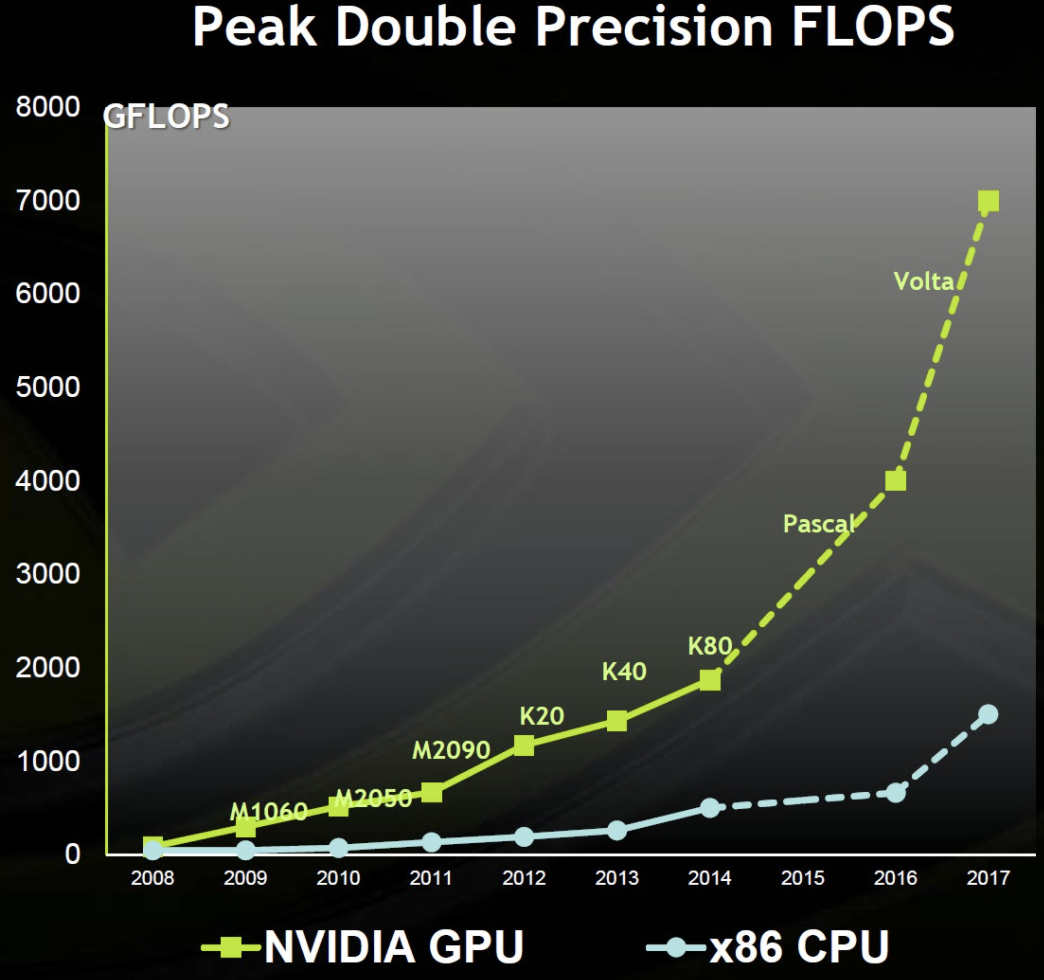 Peak Double Precision FLOPS
8000
GFLOPS
7000
6000
5000
4000
3000
2000
1000
0
Volta
Pascal
K80
K40
K20
M2090
M2050
M1060
2008 2009 2010 2011 2012 2013 2014 2015 2016 2017
NVIDIA GPU x86 CPU